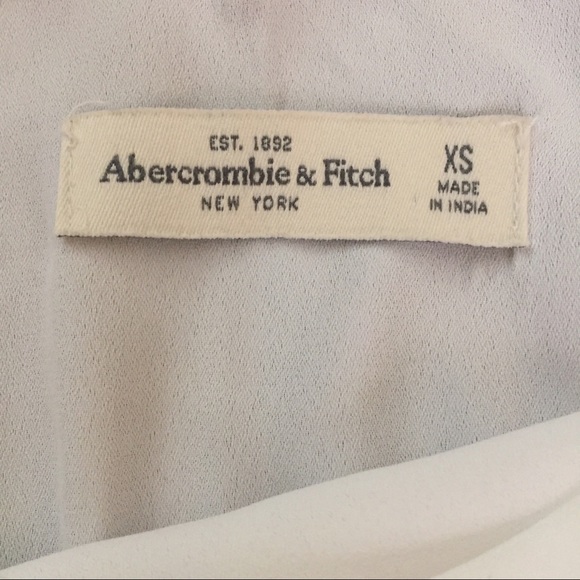 EST. 1892
Abercrombie & Fitch
NEW YORK
XS
MADE
IN INDIA